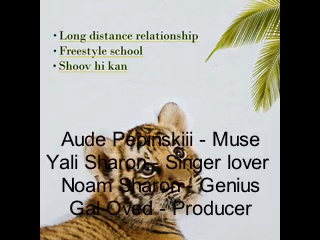 • Long distance relationship
• Freestyle school
• Shoov hi kan
Aude Pepinskiii - Muse
Yali Sharon - Singer lover
Noam Sharon - Genius
Gal Oved - Producer